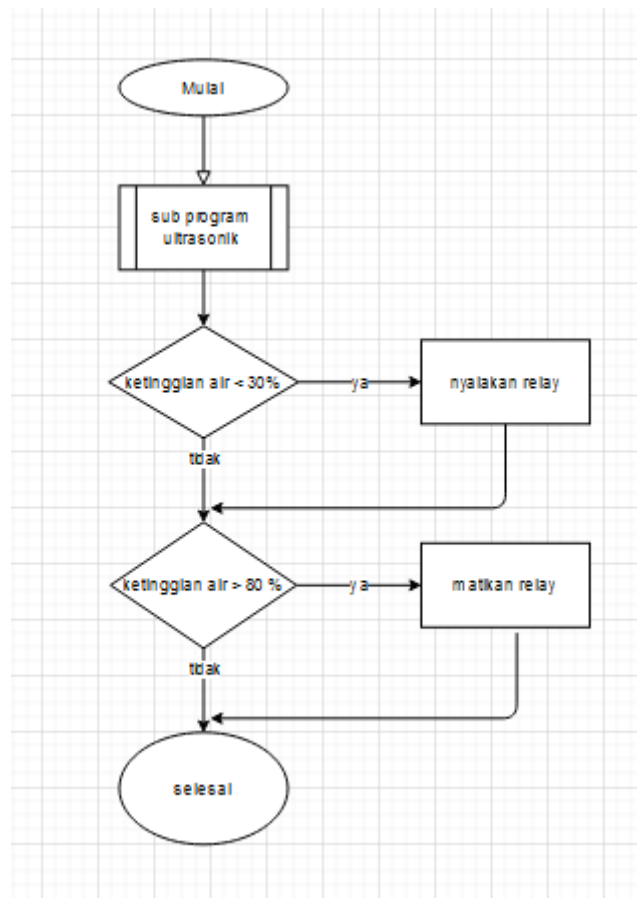 Mulai
sub program
ultrasonik
ketinggian air < 30%
ya
nyalakan relay
tidak
ketinggian air > 80 %
ya
matikan relay
tidak
selesai